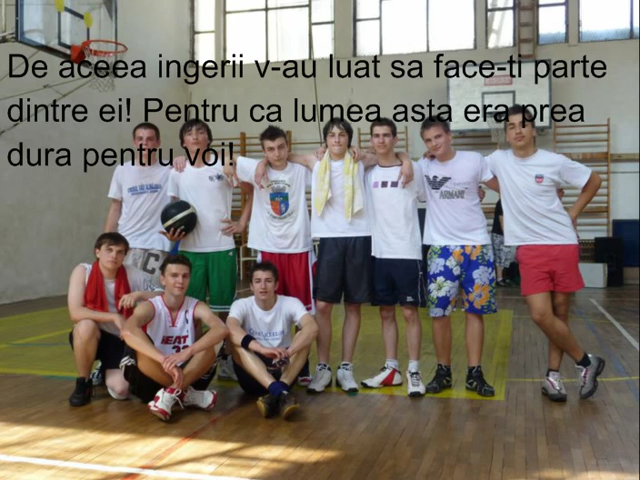 De aceea ingerii v-au luat sa face-ti parte
dintre ei! Pentru ca lumea asta era prea
dura pentru voi!
ARMANI
HEAT